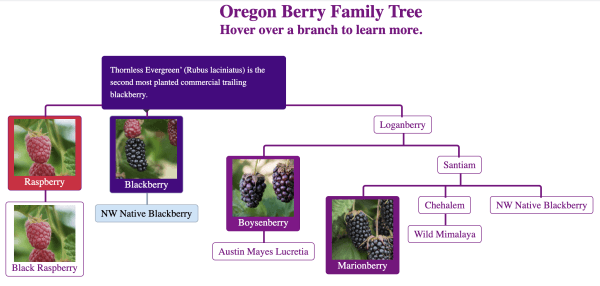 Oregon Berry Family Tree
Hover over a branch to learn more.
Thornless Evergreen’ (Rubus laciniatus) is the
second most planted commercial trailing
blackberry.
Loganberry
Raspberry
Blackberry
Santiam
NW Native Blackberry
Boysenberry
Chehalem
NW Native Blackberry
Wild Mimalaya
Austin Mayes Lucretia
Black Raspberry
Marionberry